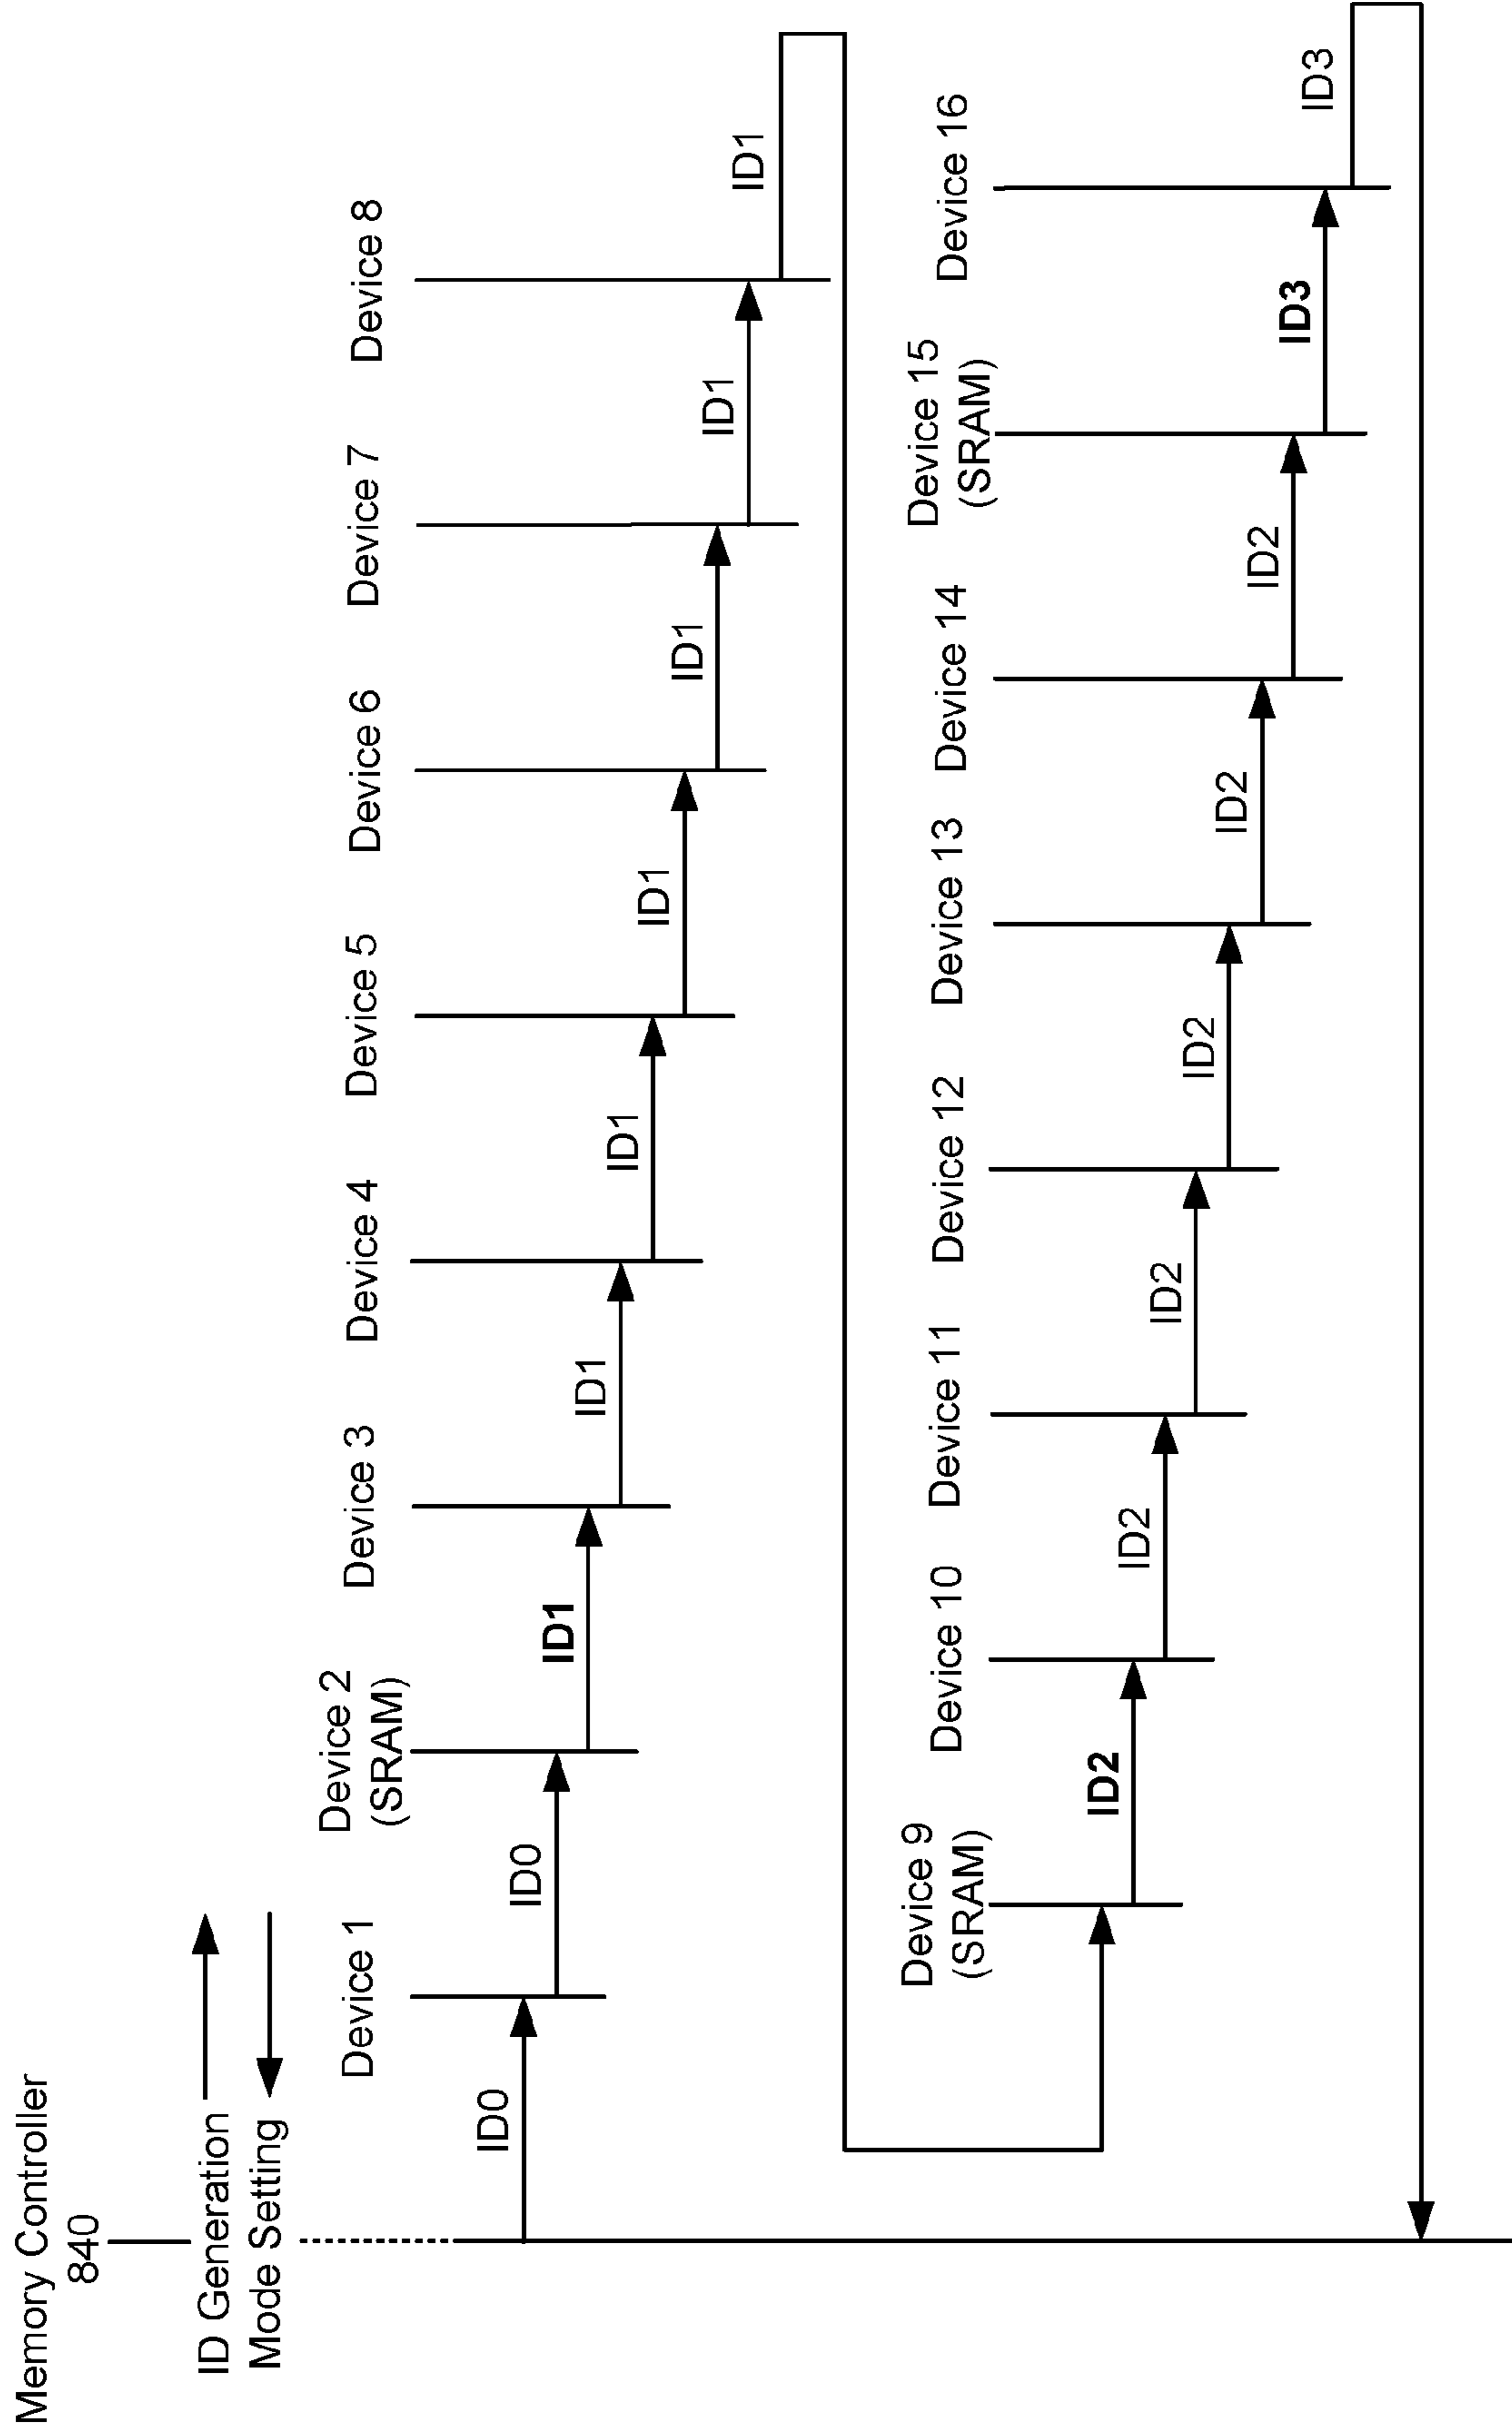 Memory Controller
840
ID Generation
Mode Setting
Device 1
Device 2
(SRAM)
Device 3
Device 4
Device 5
Device 6
Device 7
Device 8
ID0
ID0
ID1
ID1
ID1
ID1
ID1
ID1
ID1
Device 9
(SRAM)
Device 10
Device 11
Device 12
Device 13
Device 14
Device 15
(SRAM)
Device 16
ID2
ID2
ID2
ID2
ID2
ID2
ID3
ID3